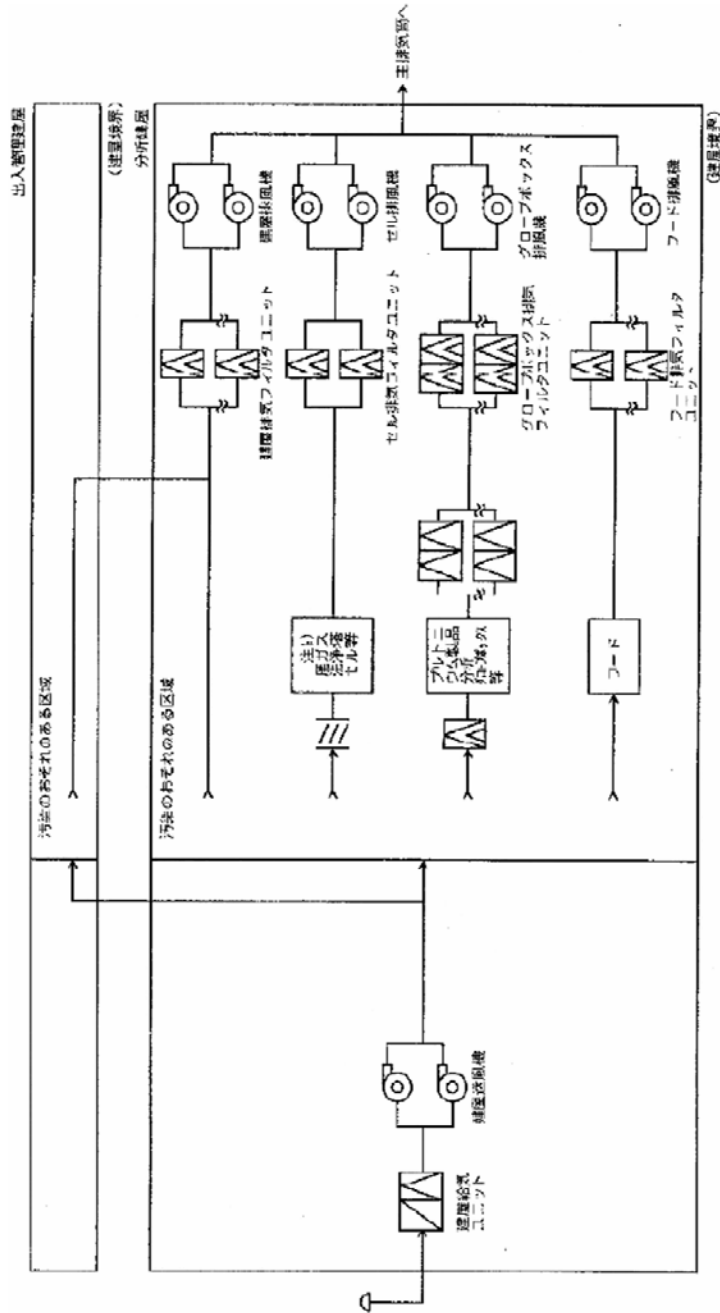 出入管理建屋
(建屋境界)
分析建屋
主排気筒へ
汚染のおそれのある区域
汚染のおそれのある区域
建屋排気フィルタユニット
建屋排風機
注1)
廃ガス
洗浄塔
セル等
セル排気フィルタユニット
セル排風機
プルトニ
ウム製品
分析
グローブボックス
等
グローブボックス排気
フィルタユニット
グローブボックス
排風機
フード
フード排気フィルタ
ユニット
フード排風機
(建屋境界)
建屋給気
ユニット
建屋送風機